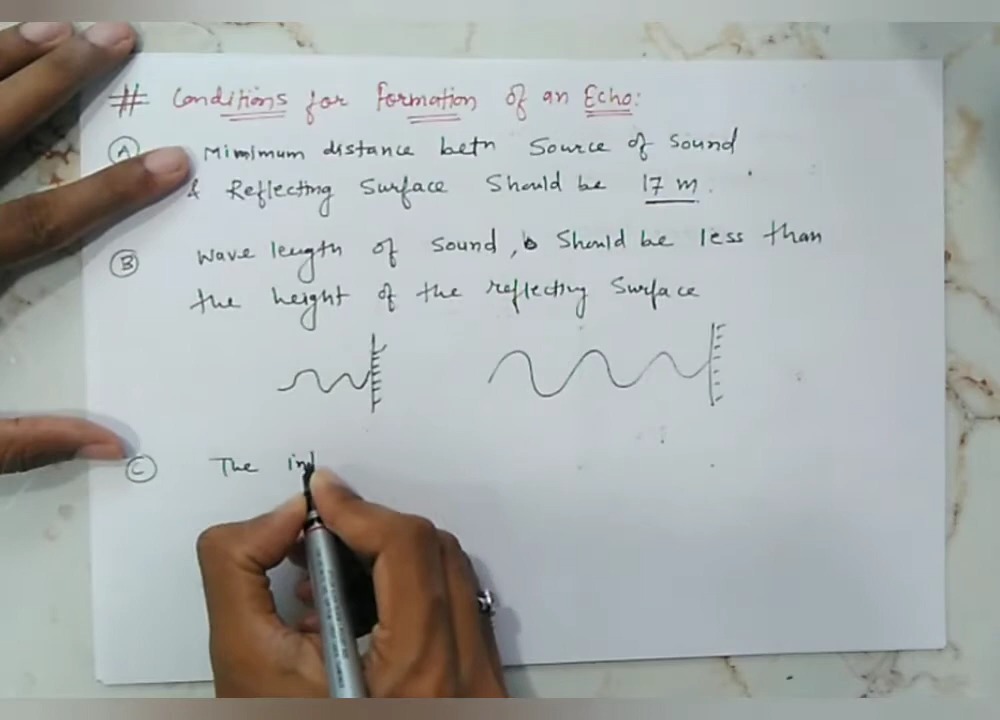 # Conditions for Formation of an Echo:
A Minimum distance betn Source of Sound
& Reflecting Surface Should be 17 m.
B Wave length of Sound, Should be less than
the height of the reflecting Surface
C The